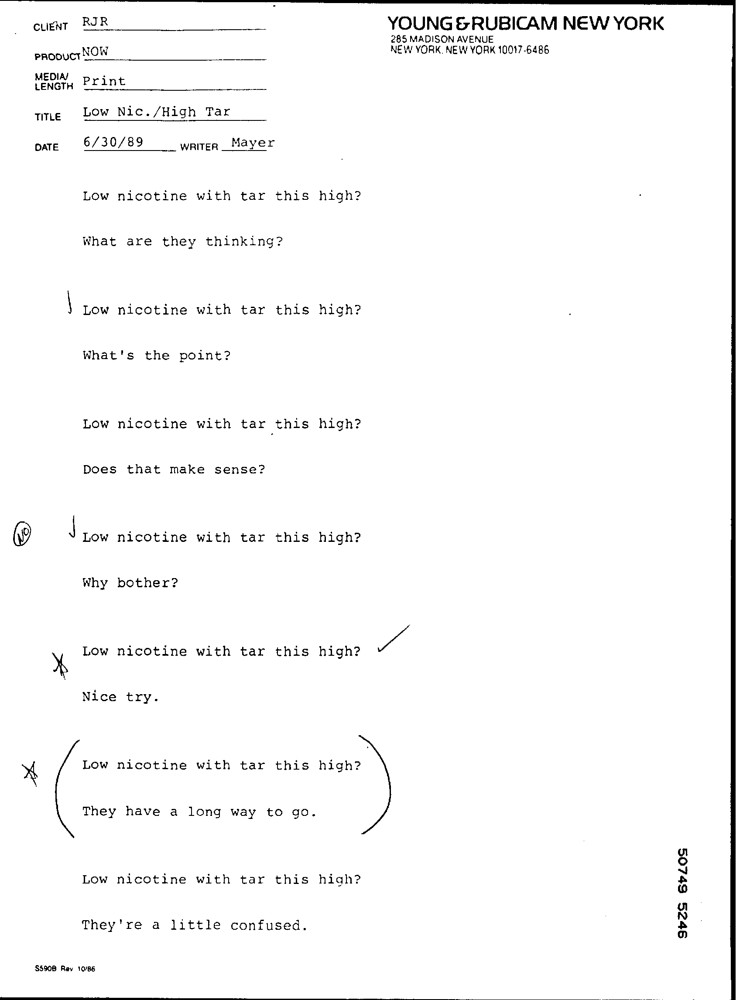 CLIENT RJR
YOUNG & RUBICAM NEW YORK
285 MADISON AVENUE
NEW YORK, NEW YORK 10017-6486
PRODUCT NOW
MEDIA/
LENGTH Print
TITLE Low Nic./High Tar
DATE 6/30/89 WRITER Mayer
Low nicotine with tar this high?
What are they thinking?
Low nicotine with tar this high?
What's the point?
Low nicotine with tar this high?
Does that make sense?
NO
Low nicotine with tar this high?
Why bother?
Low nicotine with tar this high?
Nice try.
Low nicotine with tar this high?
They have a long way to go.
Low nicotine with tar this high?
They're a little confused.
50749 5246
S590B Rev 10/86